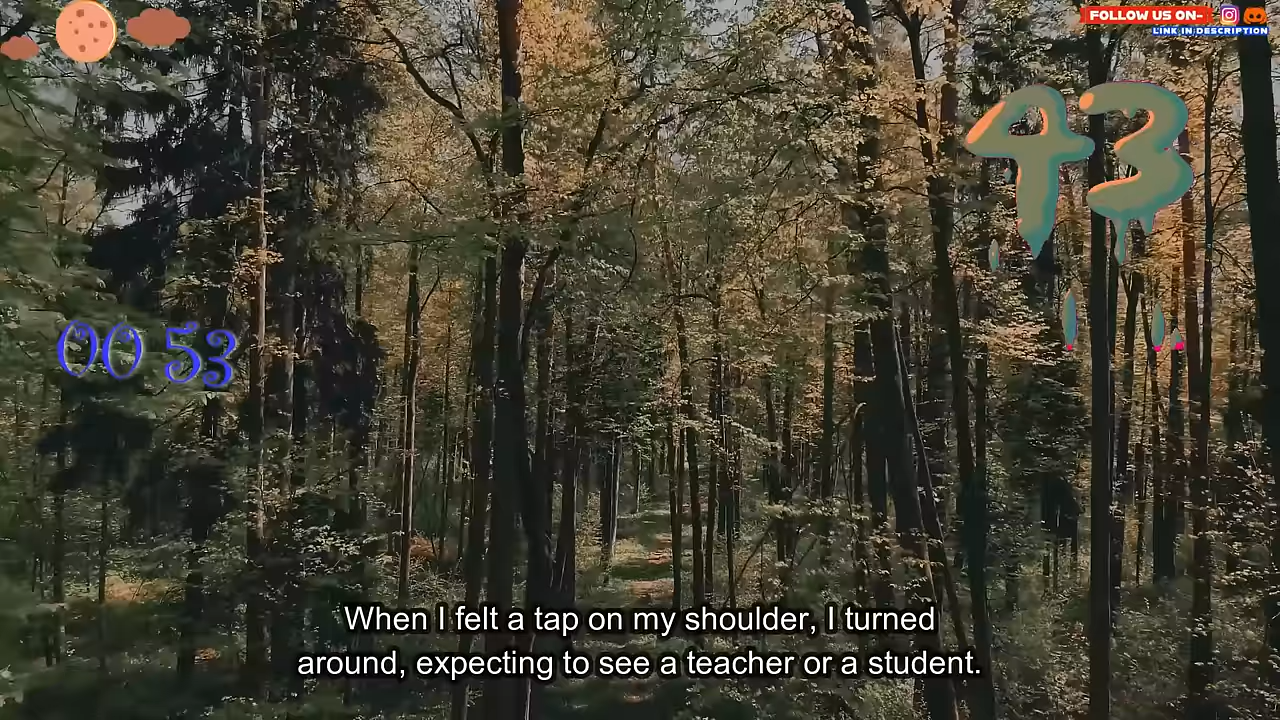 FOLLOW US ON-
LINK IN DESCRIPTION
43
00 53
When I felt a tap on my shoulder, I turned
around, expecting to see a teacher or a student.